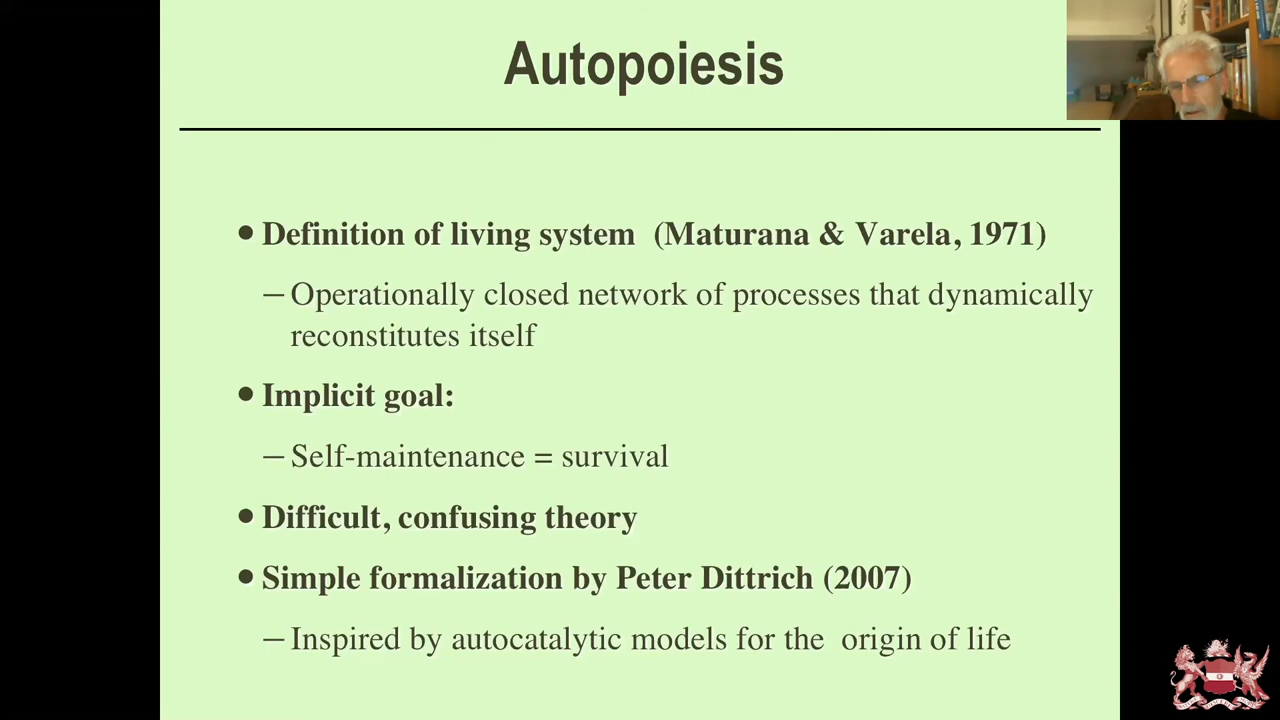 Autopoiesis
• Definition of living system (Maturana & Varela, 1971)
– Operationally closed network of processes that dynamically
reconstitutes itself
• Implicit goal:
– Self-maintenance = survival
• Difficult, confusing theory
• Simple formalization by Peter Dittrich (2007)
– Inspired by autocatalytic models for the origin of life